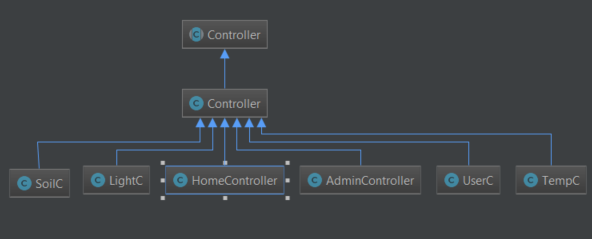 C Controller
C Controller
C SoilC
C LightC
C HomeController
C AdminController
C UserC
C TempC